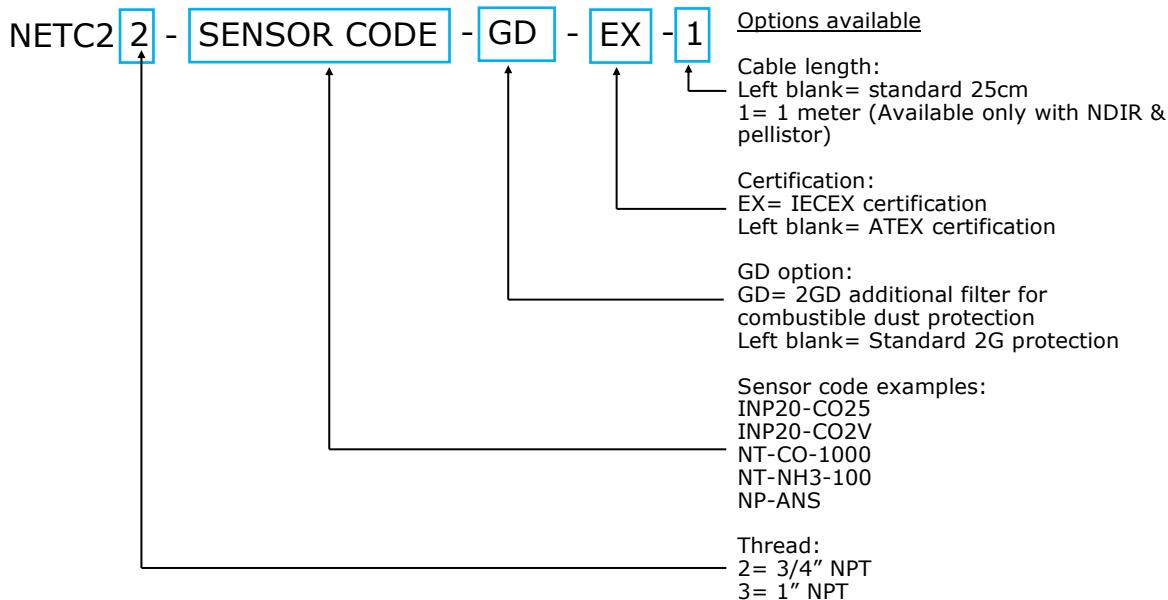 NETC2 2 - SENSOR CODE - GD - EX - 1
Options available
Cable length:
Left blank= standard 25cm
1= 1 meter (Available only with NDIR &
pellistor)
Certification:
EX= IECEX certification
Left blank= ATEX certification
GD option:
GD= 2GD additional filter for
combustible dust protection
Left blank= Standard 2G protection
Sensor code examples:
INP20-CO25
INP20-CO2V
NT-CO-1000
NT-NH3-100
NP-ANS
Thread:
2= 3/4” NPT
3= 1” NPT